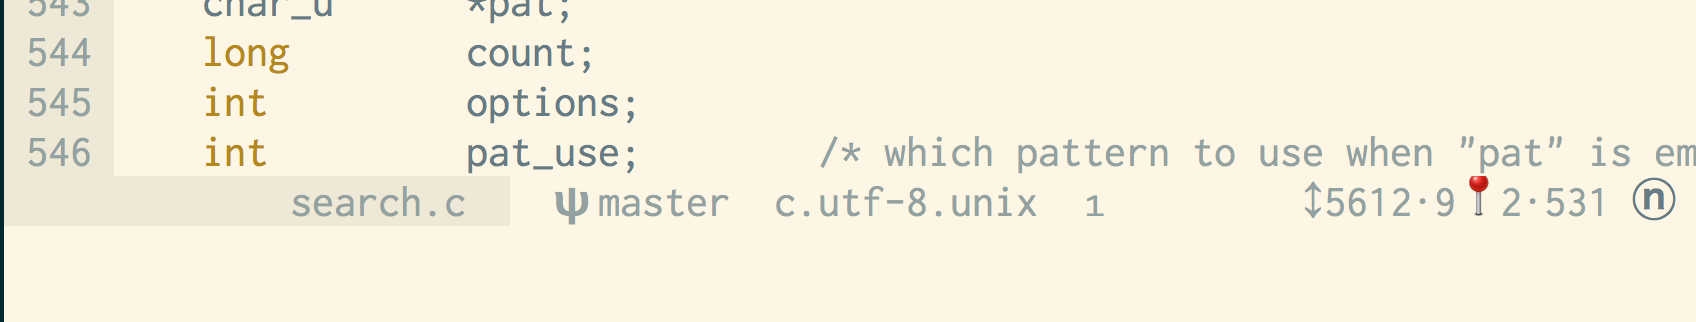 543 char_u *pat;
544 long count;
545 int options;
546 int pat_use; /* which pattern to use when "pat" is em
search.c ψ master c.utf-8.unix 1 ↕5612·9📍2·531 ⓝ